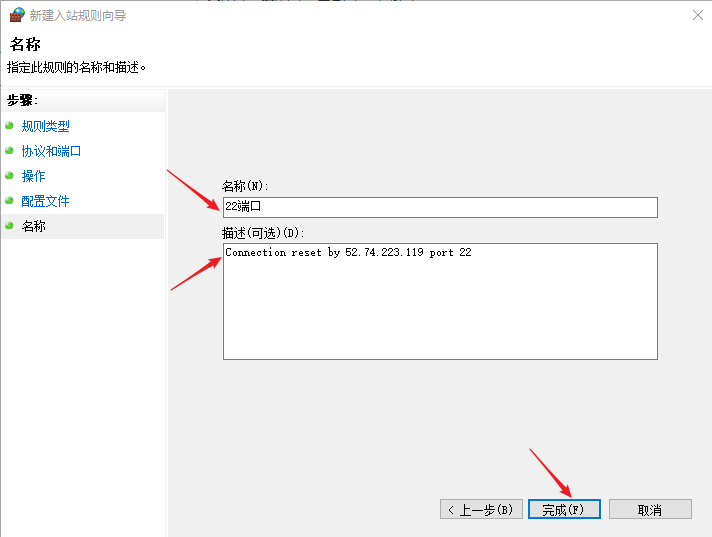 新建入站规则向导
名称
指定此规则的名称和描述。
步骤:
规则类型
协议和端口
操作
配置文件
名称
名称(N):
22端口
描述(可选)(D):
Connection reset by 52.74.223.119 port 22
< 上一步(B)
完成(F)
取消